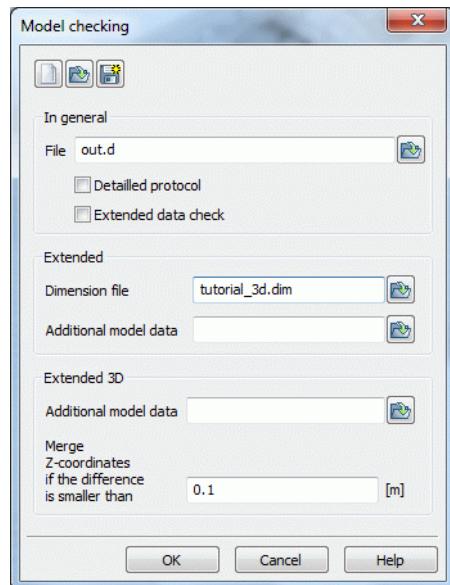 Model checking
In general
File out.d
Detailled protocol
Extended data check
Extended
Dimension file tutorial_3d.dim
Additional model data
Extended 3D
Additional model data
Merge
Z-coordinates
if the difference
is smaller than 0.1 [m]
OK Cancel Help